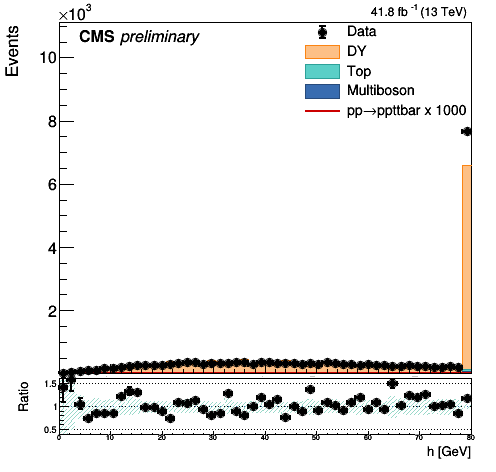 ×10³
41.8 fb⁻¹ (13 TeV)
CMS preliminary
Events
Data
DY
Top
Multiboson
pp→ppttbar x 1000
10
8
6
4
2
Ratio
1.5
1
0.5
0 10 20 30 40 50 60 70 80
h [GeV]